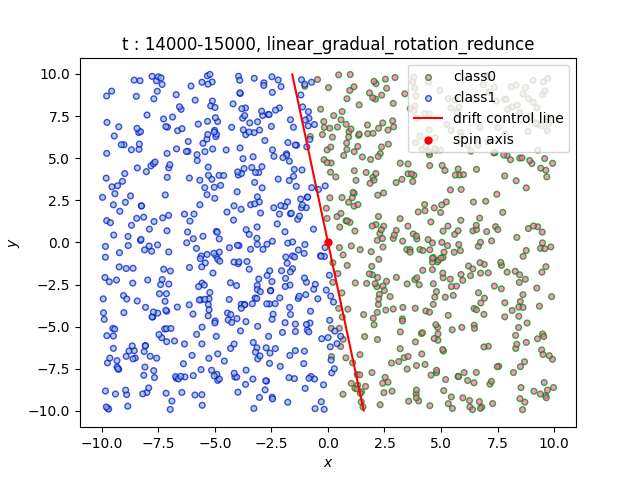 t : 14000-15000, linear_gradual_rotation_redunce
class0
class1
drift control line
spin axis
y
10.0
7.5
5.0
2.5
0.0
−2.5
−5.0
−7.5
−10.0
−10.0 −7.5 −5.0 −2.5 0.0 2.5 5.0 7.5 10.0
x